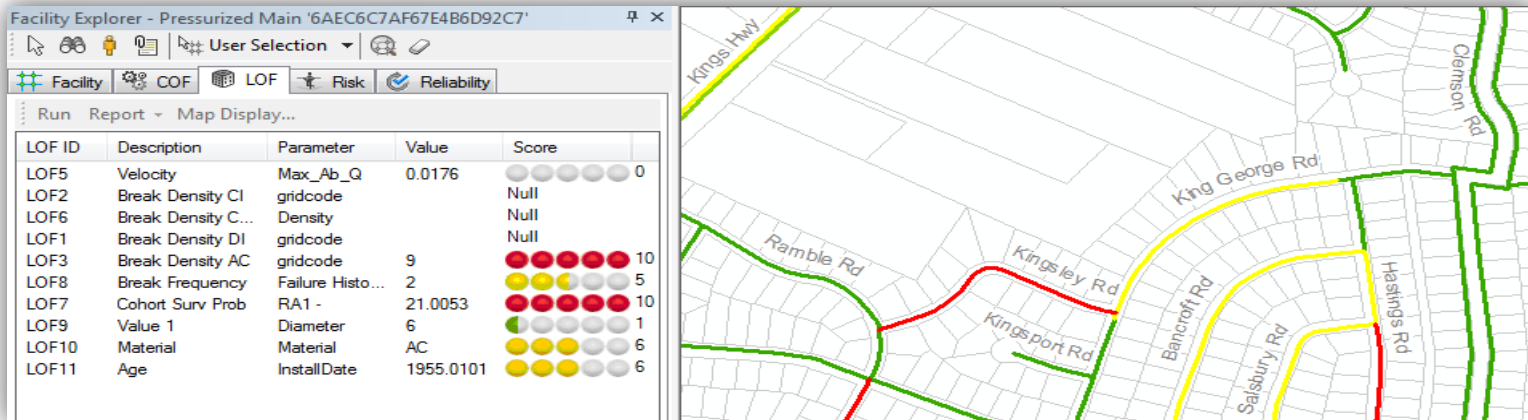 Facility Explorer - Pressurized Main '6AEC6C7AF67E4B6D92C7'
User Selection
Facility COF LOF Risk Reliability
Run Report Map Display...
LOF ID Description Parameter Value Score
LOF5 Velocity Max_Ab_Q 0.0176 0
LOF2 Break Density CI gridcode Null
LOF6 Break Density C... Density Null
LOF1 Break Density DI gridcode Null
LOF3 Break Density AC gridcode 9 10
LOF8 Break Frequency Failure Histo... 2 5
LOF7 Cohort Surv Prob RA1 - 21.0053 10
LOF9 Value 1 Diameter 6 1
LOF10 Material Material AC 6
LOF11 Age InstallDate 1955.0101 6
Kings Hwy
Clemson Rd
King George Rd
Ramble Rd
Kingsley Rd
Kingsport Rd
Bancroft Rd
Hastings Rd
Salsbury Rd